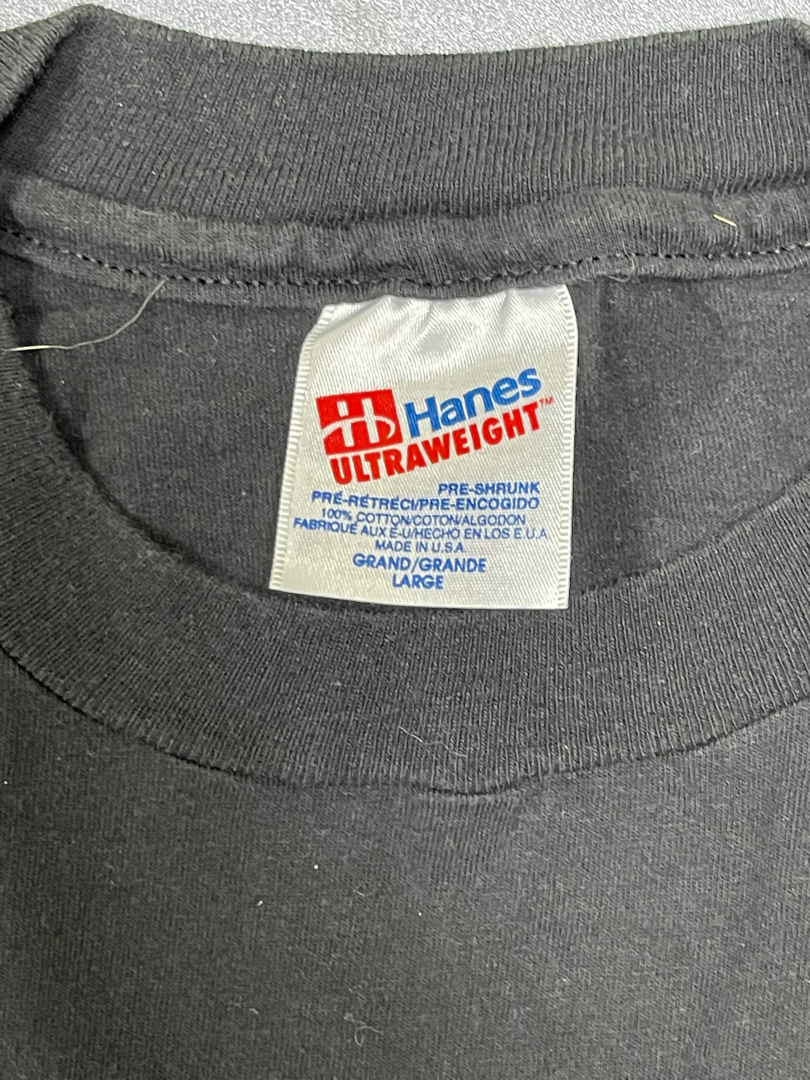 Hanes
ULTRAWEIGHT™
PRE-SHRUNK
PRÉ-RÉTRÉCI/PRE-ENCOGIDO
100% COTTON/COTON/ALGODON
FABRIQUÉ AUX É-U/HECHO EN LOS E.U.A.
MADE IN U.S.A.
GRAND/GRANDE
LARGE